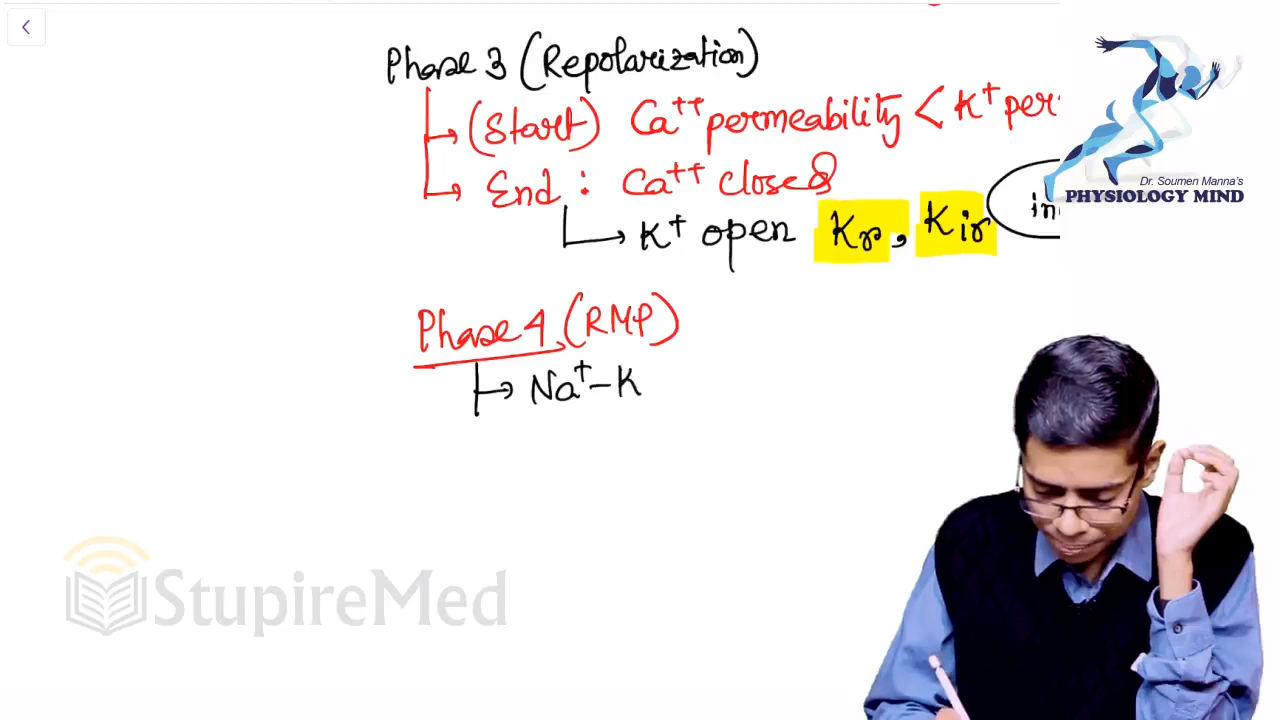 Phase 3 (Repolarization)
(Start) Ca++ permeability < K+ per
End : Ca++ closed
K+ open Kr, Kir
in
Phase 4 (RMP)
Na+-K
Dr. Soumen Manna's
PHYSIOLOGY MIND
StupireMed